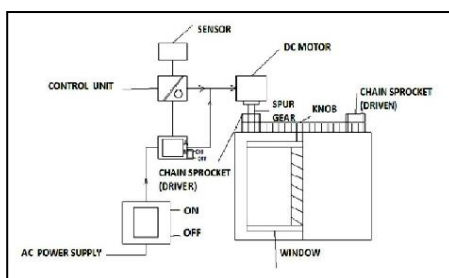 SENSOR
DC MOTOR
CONTROL UNIT
CHAIN SPROCKET
(DRIVEN)
SPUR
GEAR
KNOB
ON
OFF
CHAIN SPROCKET
(DRIVER)
ON
OFF
AC POWER SUPPLY
WINDOW